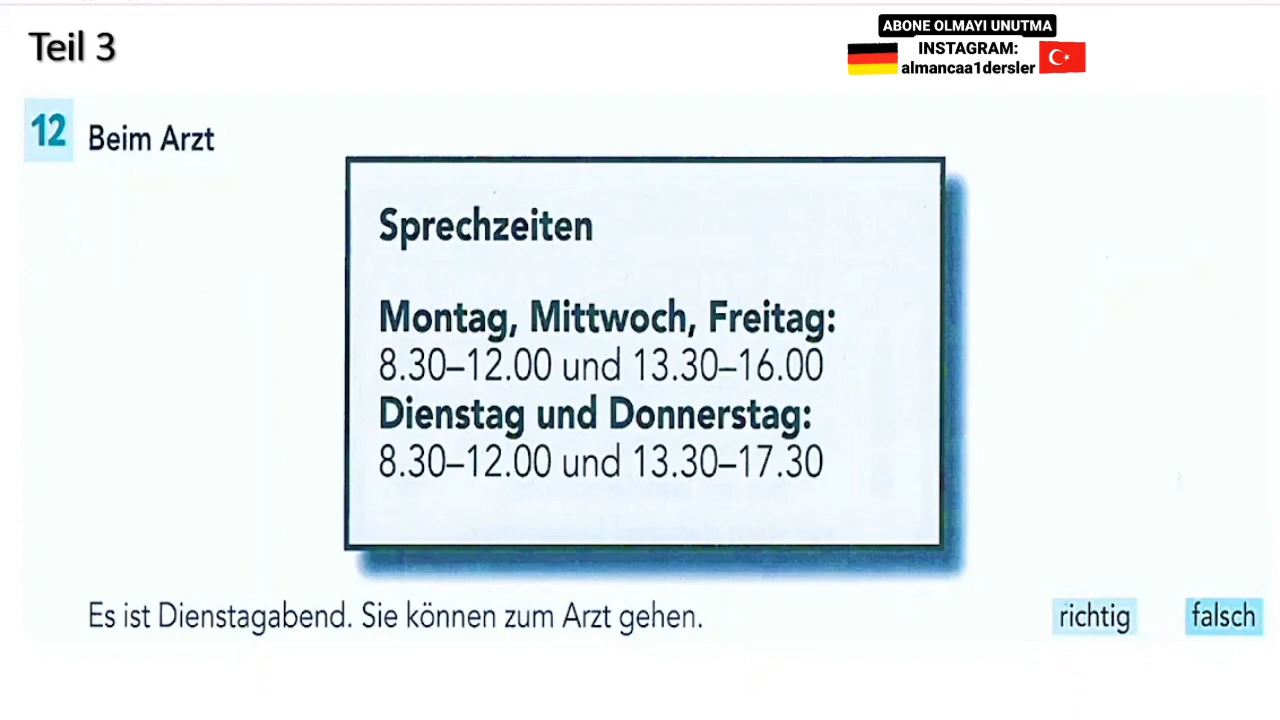 Teil 3
ABONE OLMAYI UNUTMA
INSTAGRAM:
almancaa1dersler
12 Beim Arzt
Sprechzeiten
Montag, Mittwoch, Freitag:
8.30–12.00 und 13.30–16.00
Dienstag und Donnerstag:
8.30–12.00 und 13.30–17.30
Es ist Dienstagabend. Sie können zum Arzt gehen. richtig falsch